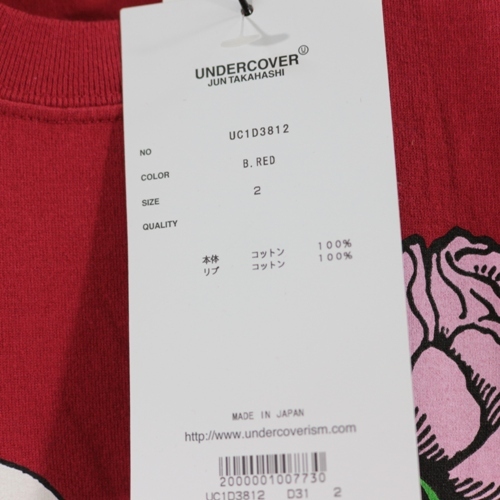 UNDERCOVER Ⓤ
JUN TAKAHASHI
NO UC1D3812
COLOR B.RED
SIZE 2
QUALITY
本体 コットン 100%
リブ コットン 100%
MADE IN JAPAN
http://www.undercoverism.com
2000001007730
UC1D3812 D31 2